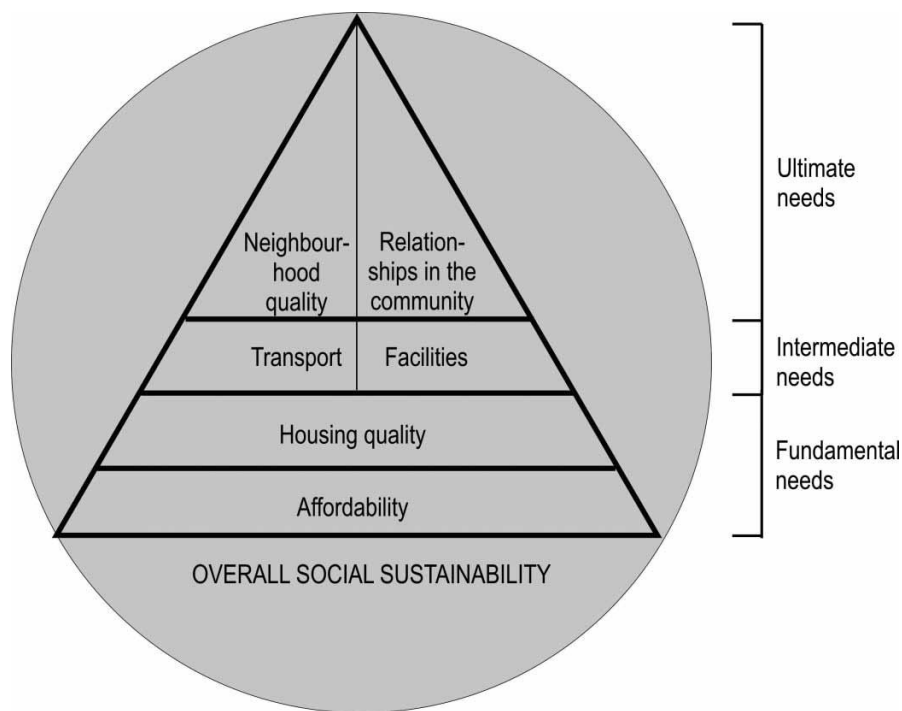 Neighbour-
hood
quality
Relation-
ships in the
community
Transport
Facilities
Housing quality
Affordability
OVERALL SOCIAL SUSTAINABILITY
Ultimate
needs
Intermediate
needs
Fundamental
needs